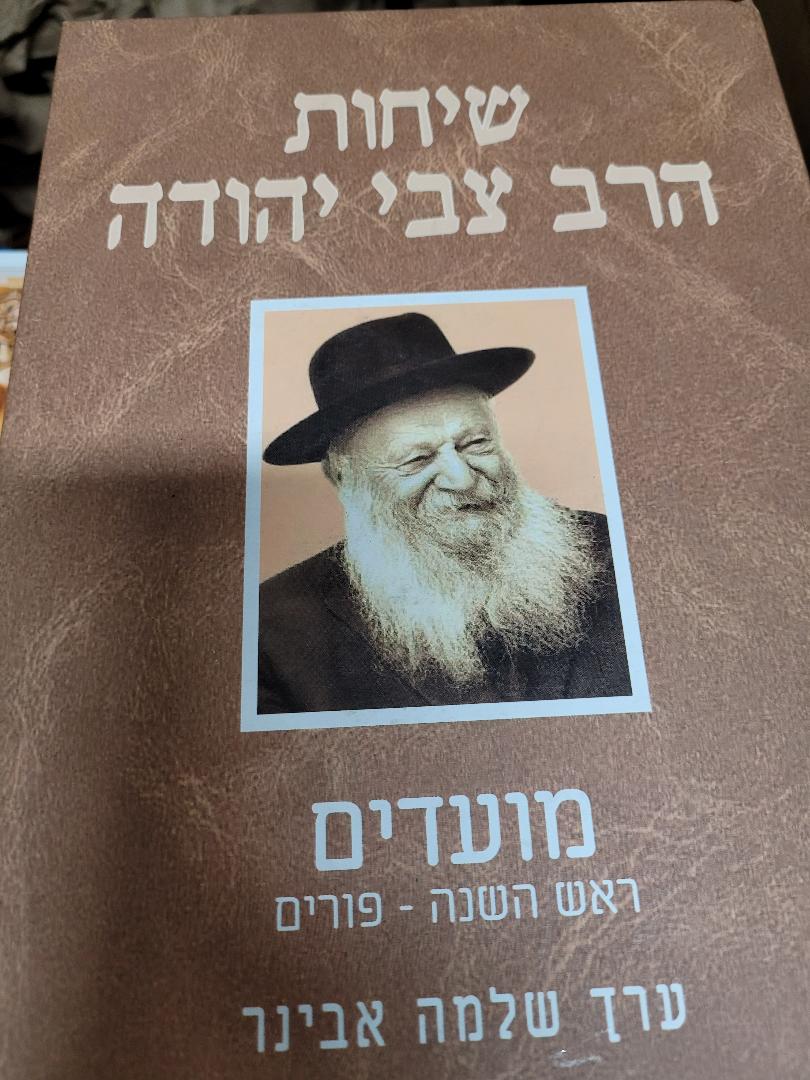 שיחות
הרב צבי יהודה
מועדים
ראש השנה - פורים
ערך שלמה אבינר